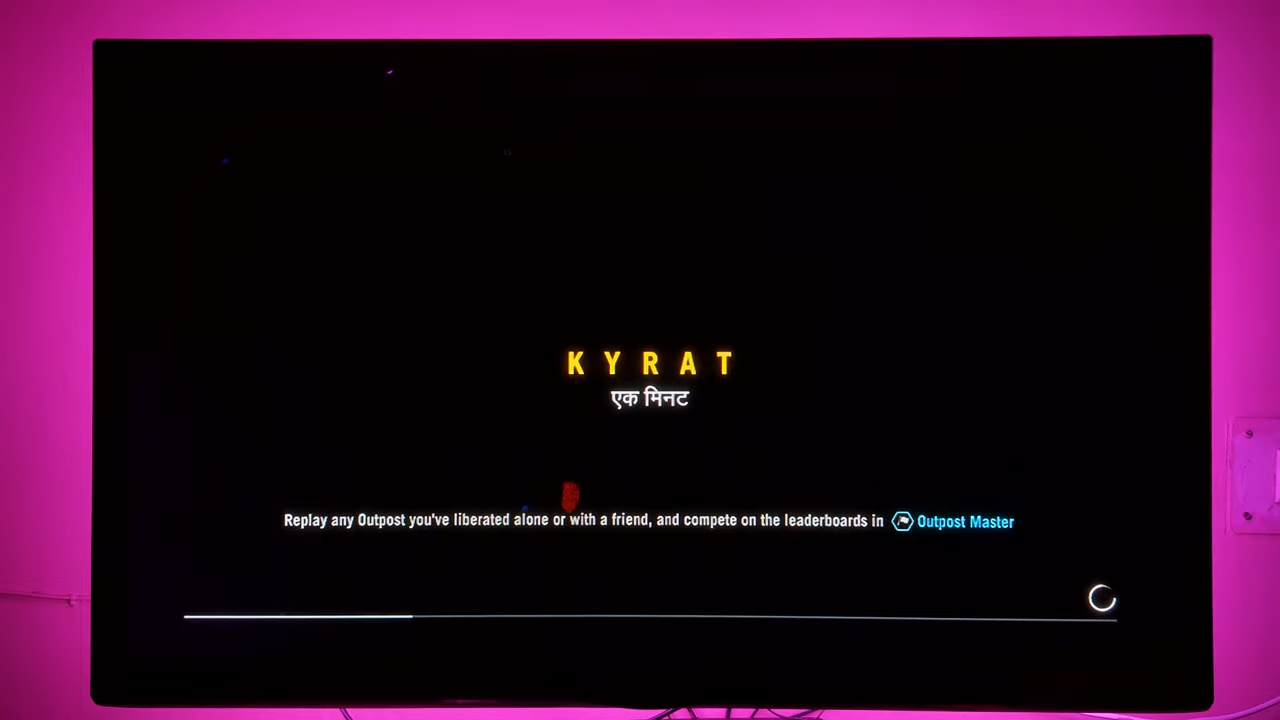 KYRAT
एक मिनट
Replay any Outpost you've liberated alone or with a friend, and compete on the leaderboards in Outpost Master